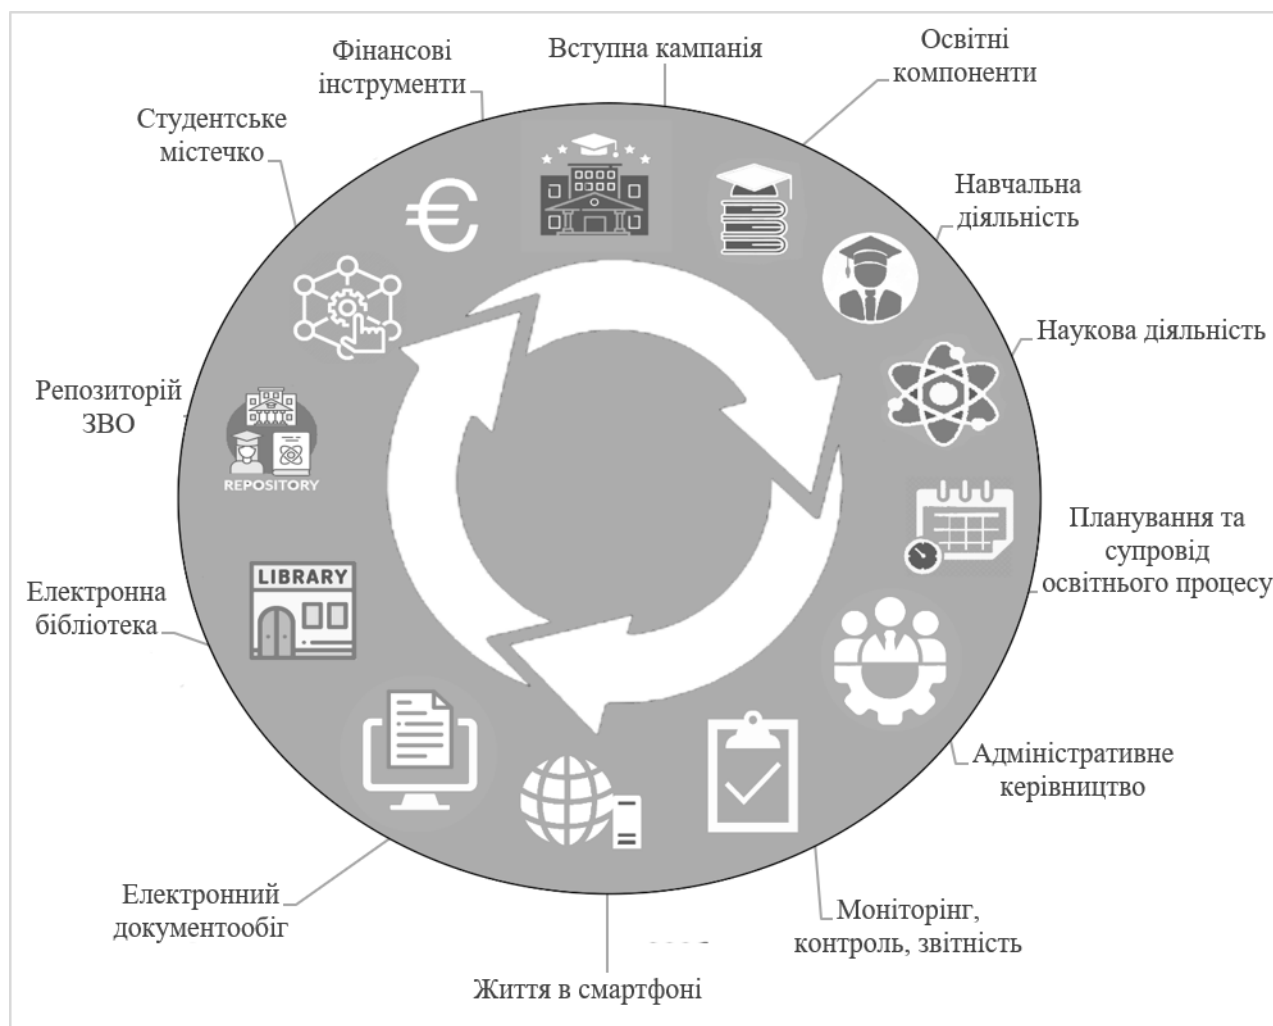 Вступна кампанія
Освітні
компоненти
Навчальна
діяльність
Наукова діяльність
Планування та
супровід
освітнього процесу
Адміністративне
керівництво
Моніторінг,
контроль, звітність
Життя в смартфоні
Електронний
документообіг
Електронна
бібліотека
Репозиторій
ЗВО
Студентське
містечко
Фінансові
інструменти
REPOSITORY
LIBRARY